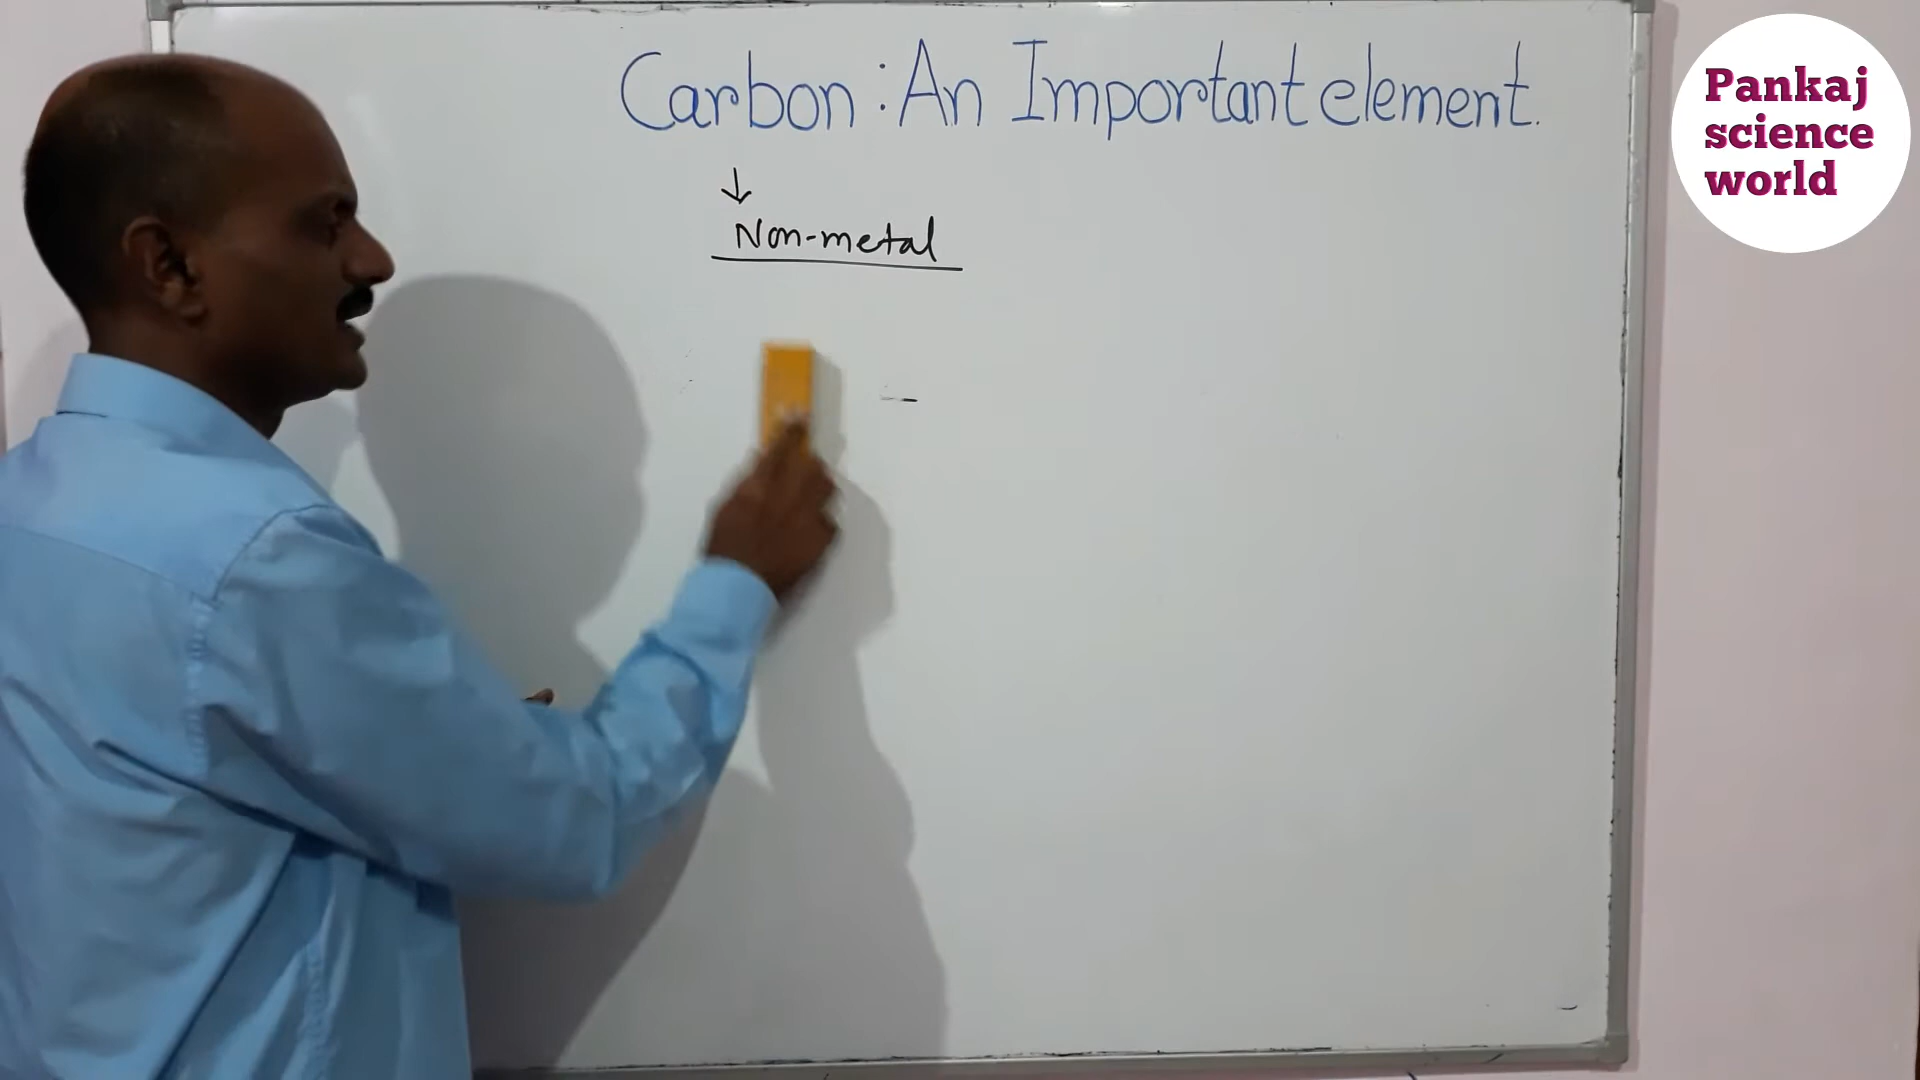 Carbon : An Important element.
↓
Non-metal
Pankaj
science
world